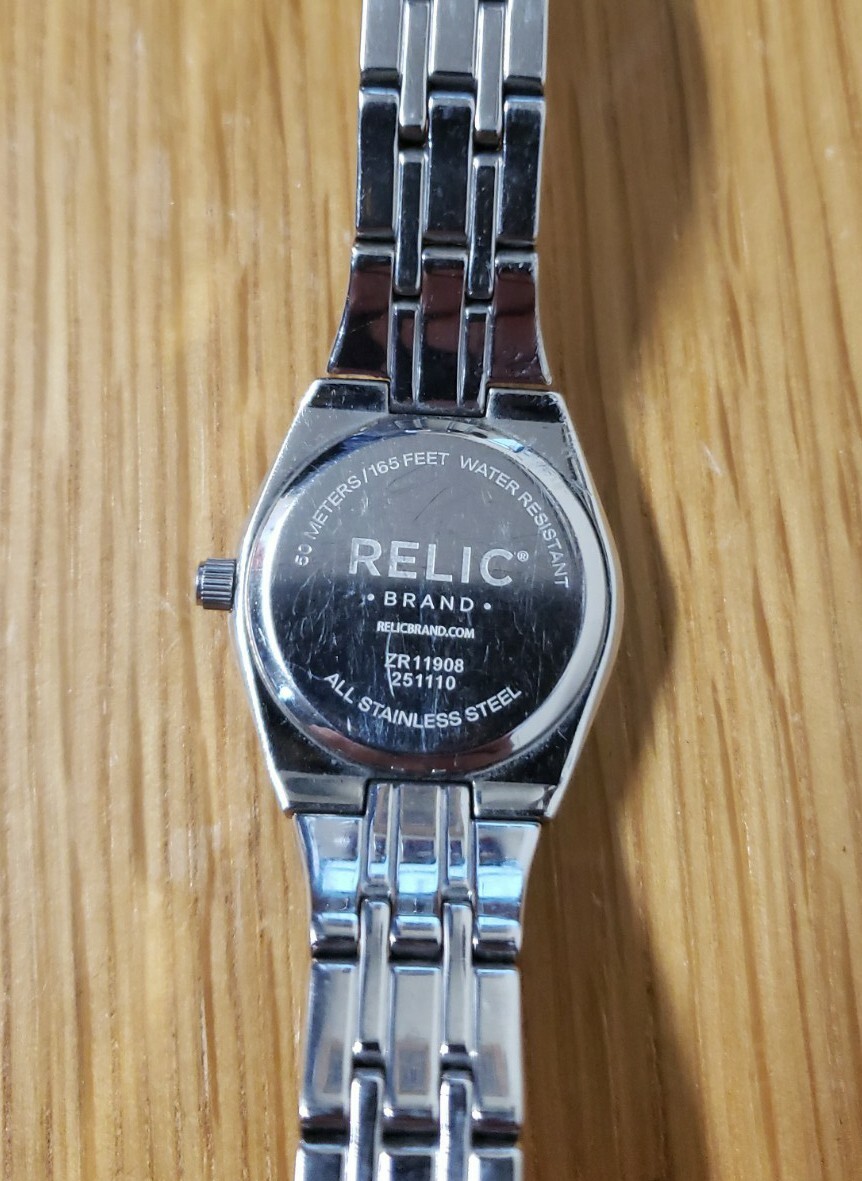 50 METERS/165 FEET WATER RESISTANT
RELIC®
• BRAND •
RELICBRAND.COM
ZR11908
251110
ALL STAINLESS STEEL